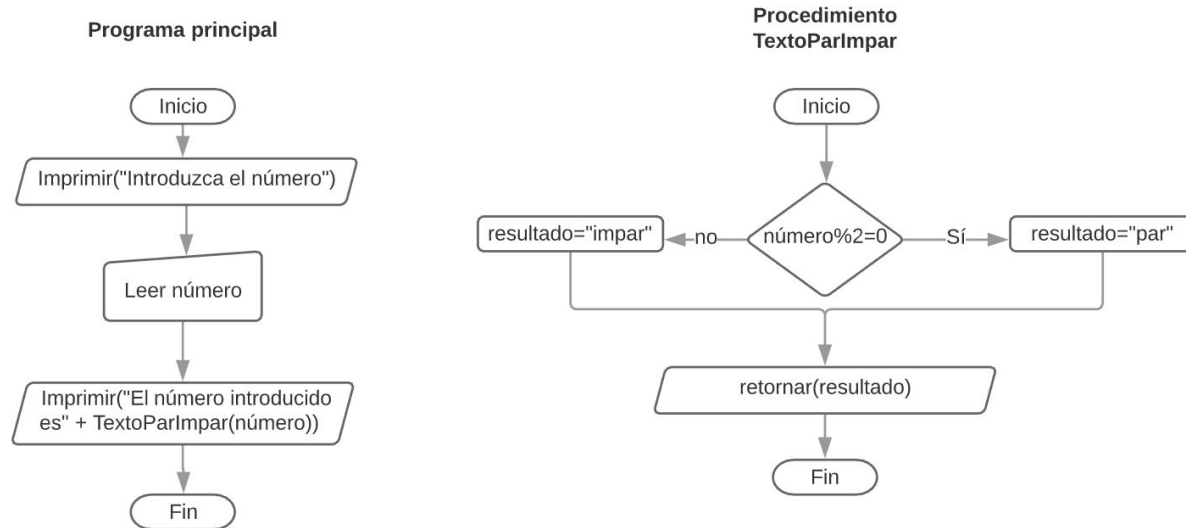 Programa principal
Inicio
Imprimir("Introduzca el número")
Leer número
Imprimir("El número introducido
es" + TextoParImpar(número))
Fin
Procedimiento
TextoParImpar
Inicio
número%2=0
no
resultado="impar"
Sí
resultado="par"
retornar(resultado)
Fin